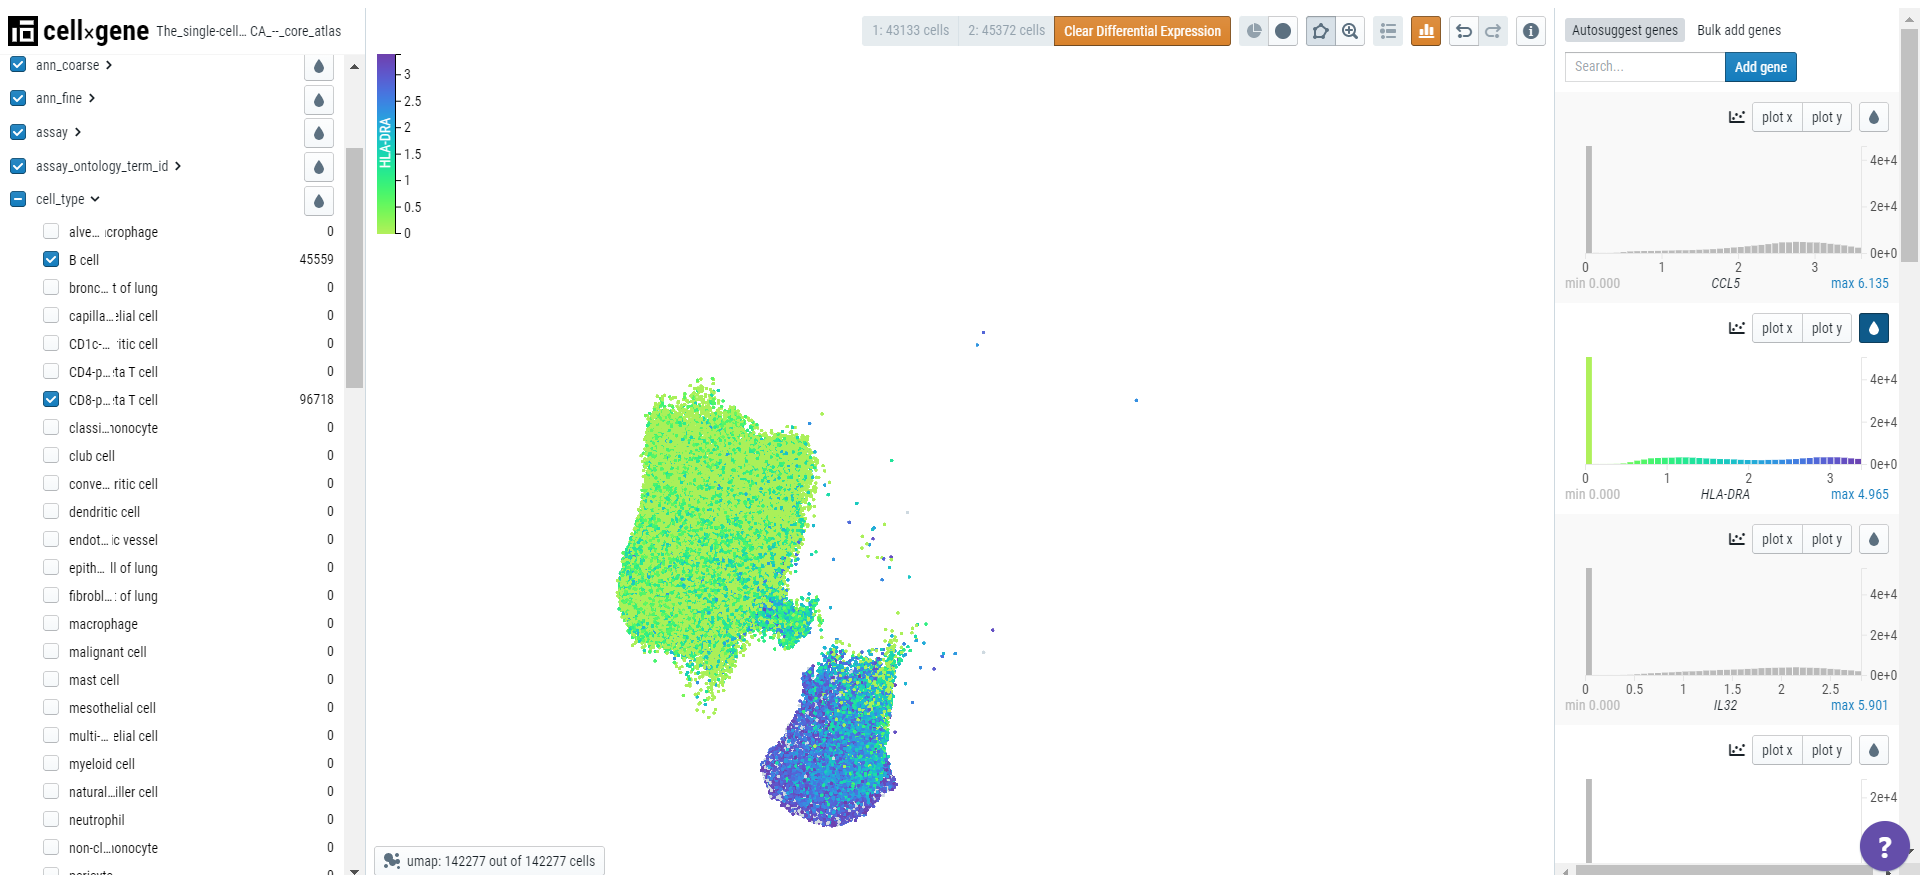 cell×gene The_single-cell... CA_--_core_atlas
1: 43133 cells 2: 45372 cells Clear Differential Expression
ann_coarse
ann_fine
assay
assay_ontology_term_id
cell_type
alve... crophage 0
B cell 45559
bronc... t of lung 0
capilla...elial cell 0
CD1c-... itic cell 0
CD4-p...ta T cell 0
CD8-p...ta T cell 96718
classi...onocyte 0
club cell 0
conve... ritic cell 0
dendritic cell 0
endot... ic vessel 0
epith... ll of lung 0
fibrobl... of lung 0
macrophage 0
malignant cell 0
mast cell 0
mesothelial cell 0
multi-... elial cell 0
myeloid cell 0
natural...iller cell 0
neutrophil 0
non-cl...onocyte 0
HLA-DRA
3
2.5
2
1.5
1
0.5
0
umap: 142277 out of 142277 cells
Autosuggest genes Bulk add genes
Search... Add gene
plot x plot y
4e+4
2e+4
0e+0
0 1 2 3
min 0.000 CCL5 max 6.135
plot x plot y
4e+4
2e+4
0e+0
0 1 2 3
min 0.000 HLA-DRA max 4.965
plot x plot y
4e+4
2e+4
0e+0
0 0.5 1 1.5 2 2.5
min 0.000 IL32 max 5.901
plot x plot y
2e+4
?